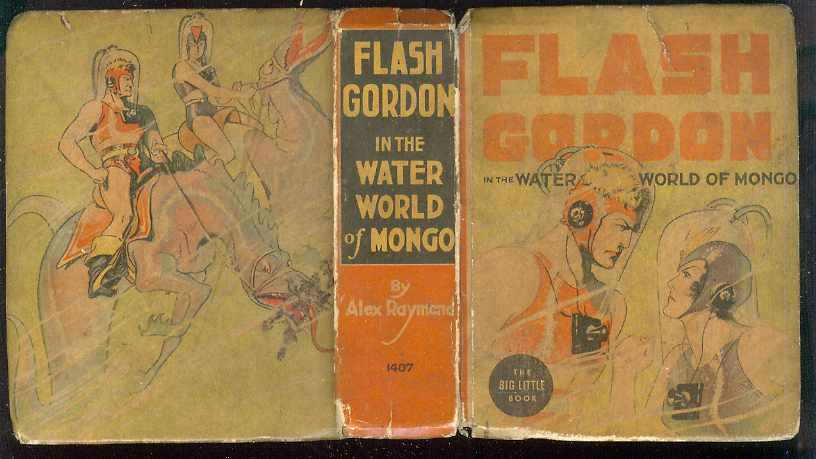 FLASH
GORDON
IN THE
WATER
WORLD
of MONGO
By
Alex Raymond
1407
FLASH
GORDON
IN THE WATER WORLD OF MONGO
THE
BIG LITTLE
BOOK